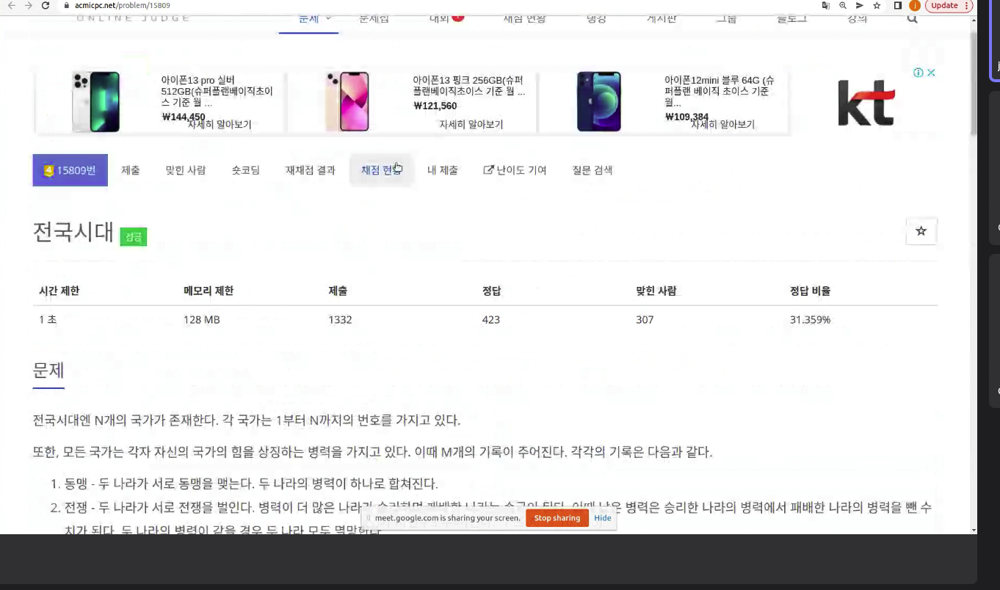 acmicpc.net/problem/15809
Update
ONLINE JUDGE
문제 문제집 대회 채점 현황 랭킹 게시판 그룹 블로그 강의
아이폰13 pro 실버
512GB(슈퍼플랜베이직초이
스 기준 월 ...
₩144,450
자세히 알아보기
아이폰13 핑크 256GB(슈퍼
플랜베이직초이스 기준 월 ...
₩121,560
자세히 알아보기
아이폰12mini 블루 64G (슈
퍼플랜 베이직 초이스 기준
월...
₩109,384
자세히 알아보기
kt
4 15809번 제출 맞힌 사람 숏코딩 재채점 결과 채점 현황 내 제출 난이도 기여 질문 검색
전국시대 성공
시간 제한 메모리 제한 제출 정답 맞힌 사람 정답 비율
1 초 128 MB 1332 423 307 31.359%
문제
전국시대엔 N개의 국가가 존재한다. 각 국가는 1부터 N까지의 번호를 가지고 있다.
또한, 모든 국가는 각자 자신의 국가의 힘을 상징하는 병력을 가지고 있다. 이때 M개의 기록이 주어진다. 각각의 기록은 다음과 같다.
1. 동맹 - 두 나라가 서로 동맹을 맺는다. 두 나라의 병력이 하나로 합쳐진다.
2. 전쟁 - 두 나라가 서로 전쟁을 벌인다. 병력이 더 많은 나라가 승리하며 패배한 나라는 속국이 된다. 이때 남은 병력은 승리한 나라의 병력에서 패배한 나라의 병력을 뺀 수
치가 된다. 두 나라의 병력이 같을 경우 두 나라 모두 멸망한다.
meet.google.com is sharing your screen. Stop sharing Hide